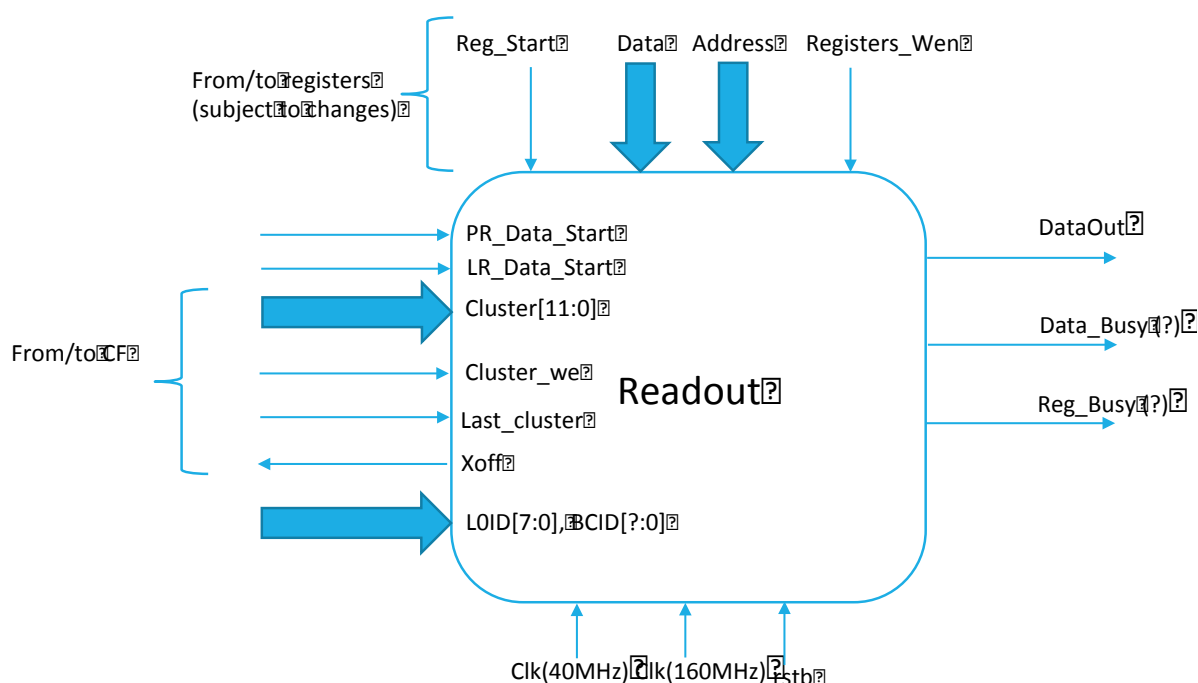 Reg_Start⍰ Data⍰ Address⍰ Registers_Wen⍰
From/to⍰registers⍰
(subject⍰to⍰changes)⍰
PR_Data_Start⍰
DataOut⍰
LR_Data_Start⍰
Cluster[11:0]⍰
Data_Busy⍰(?)⍰
From/to⍰CF⍰
Cluster_we⍰
Readout⍰
Reg_Busy⍰(?)⍰
Last_cluster⍰
Xoff⍰
L0ID[7:0],⍰BCID[?:0]⍰
Clk(40MHz)⍰ Clk(160MHz)⍰ rstb⍰